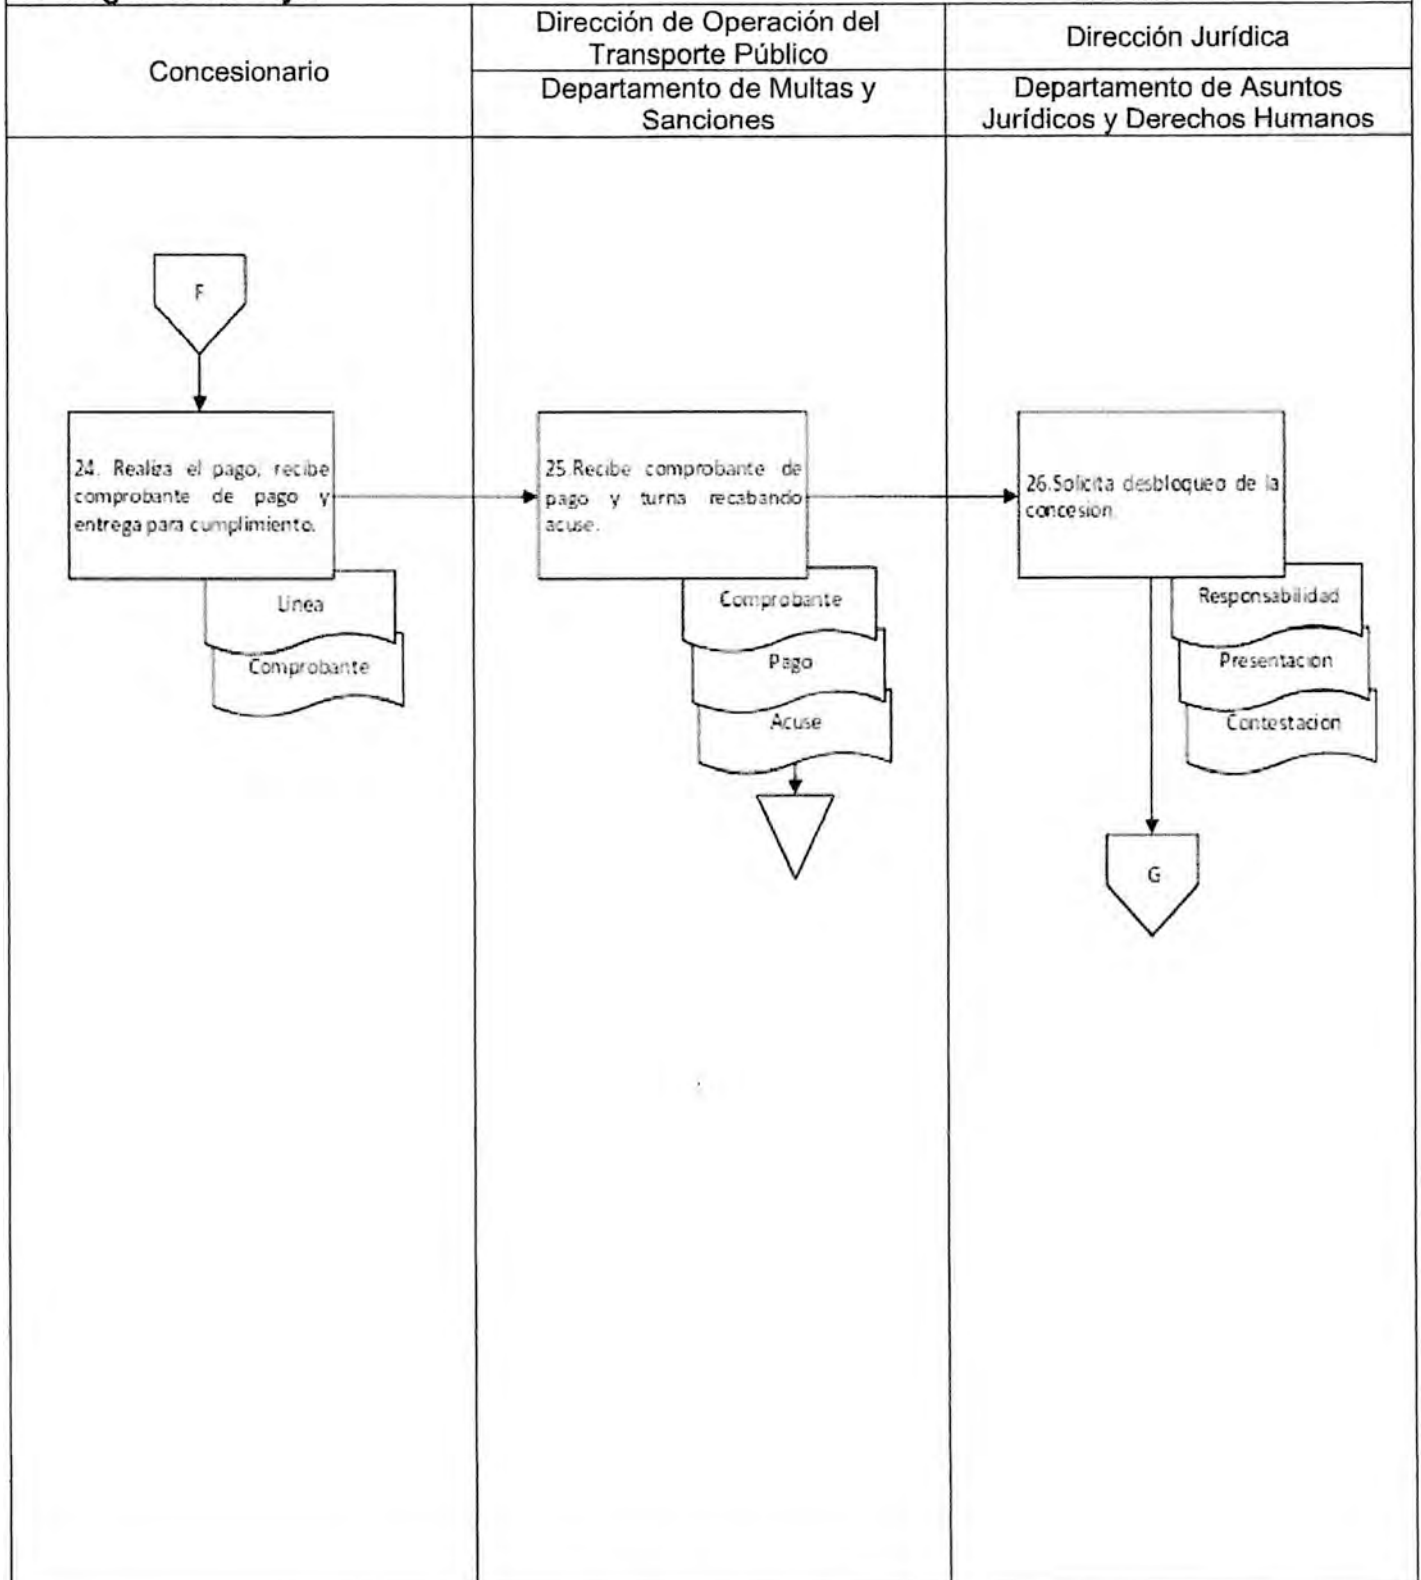 Concesionario
Dirección de Operación del
Transporte Público
Departamento de Multas y
Sanciones
Dirección Jurídica
Departamento de Asuntos
Jurídicos y Derechos Humanos
F
24. Realiza el pago, recibe
comprobante de pago y
entrega para cumplimiento.
Linea
Comprobante
25.Recibe comprobante de
pago y turna recabando
acuse.
Comprobante
Pago
Acuse
26.Solicita desbloqueo de la
concesion.
Responsabilidad
Presentacion
Contestacion
G